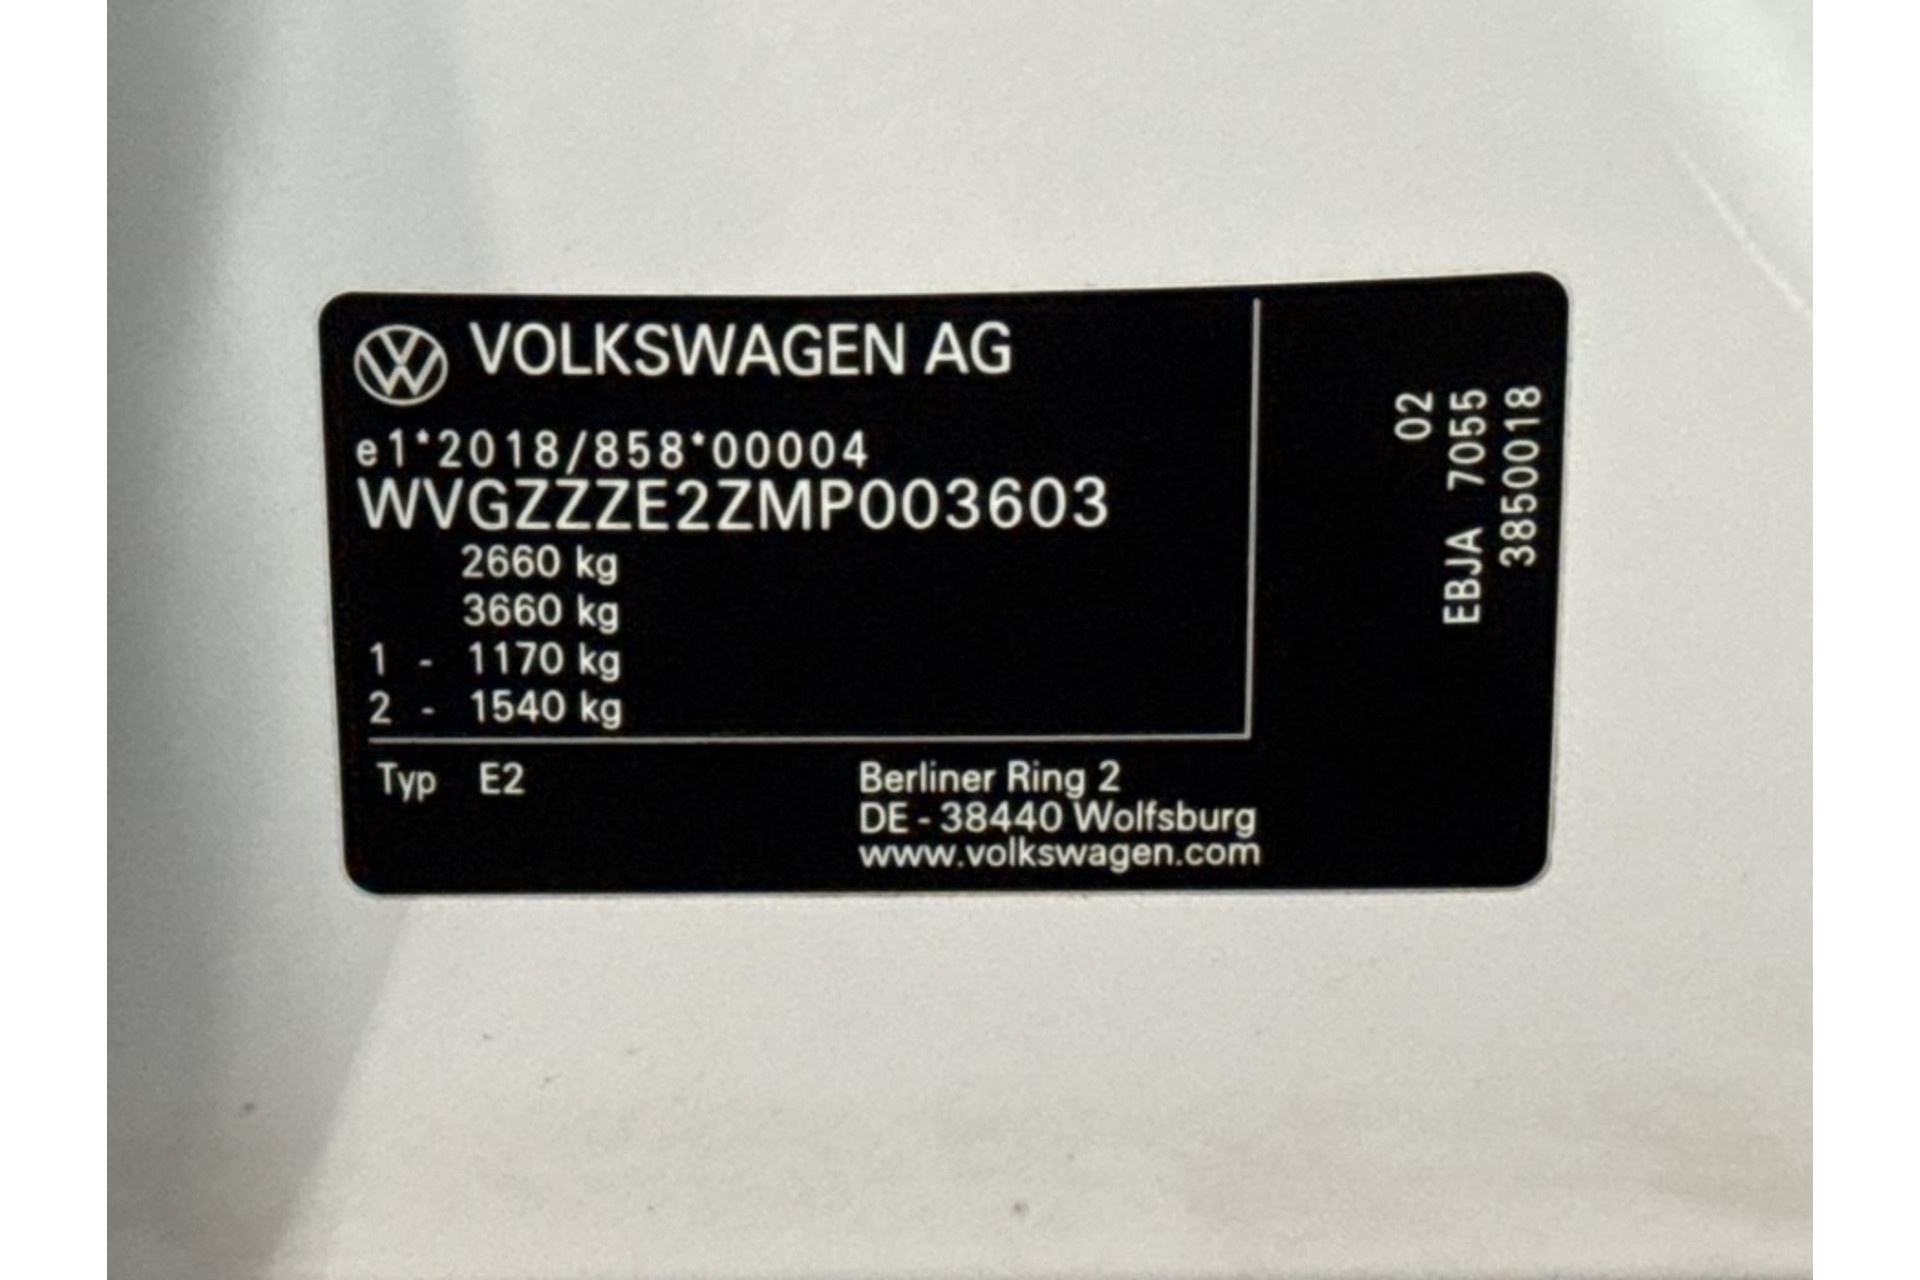 VOLKSWAGEN AG
e1*2018/858*00004
WVGZZZE2ZMP003603
2660 kg
3660 kg
1 - 1170 kg
2 - 1540 kg
Typ E2
Berliner Ring 2
DE - 38440 Wolfsburg
www.volkswagen.com
02
EBJA 7055
3850018